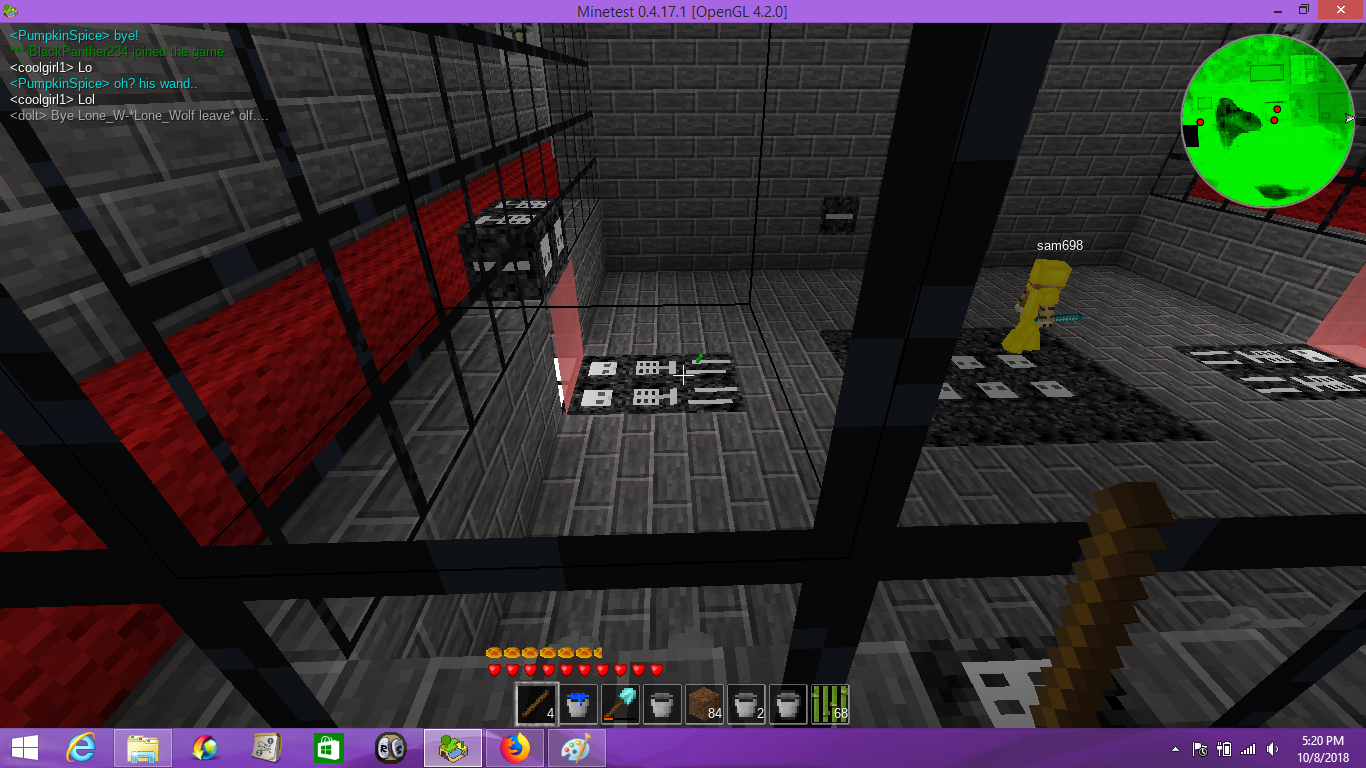 Minetest 0.4.17.1 [OpenGL 4.2.0]
<PumpkinSpice> bye!
*** BlackPanther234 joined the game.
<coolgirl1> Lo
<PumpkinSpice> oh? his wand..
<coolgirl1> Lol
<dolt> Bye Lone_W-*Lone_Wolf leave* olf....
sam698
4
84
2
68
5:20 PM
10/8/2018